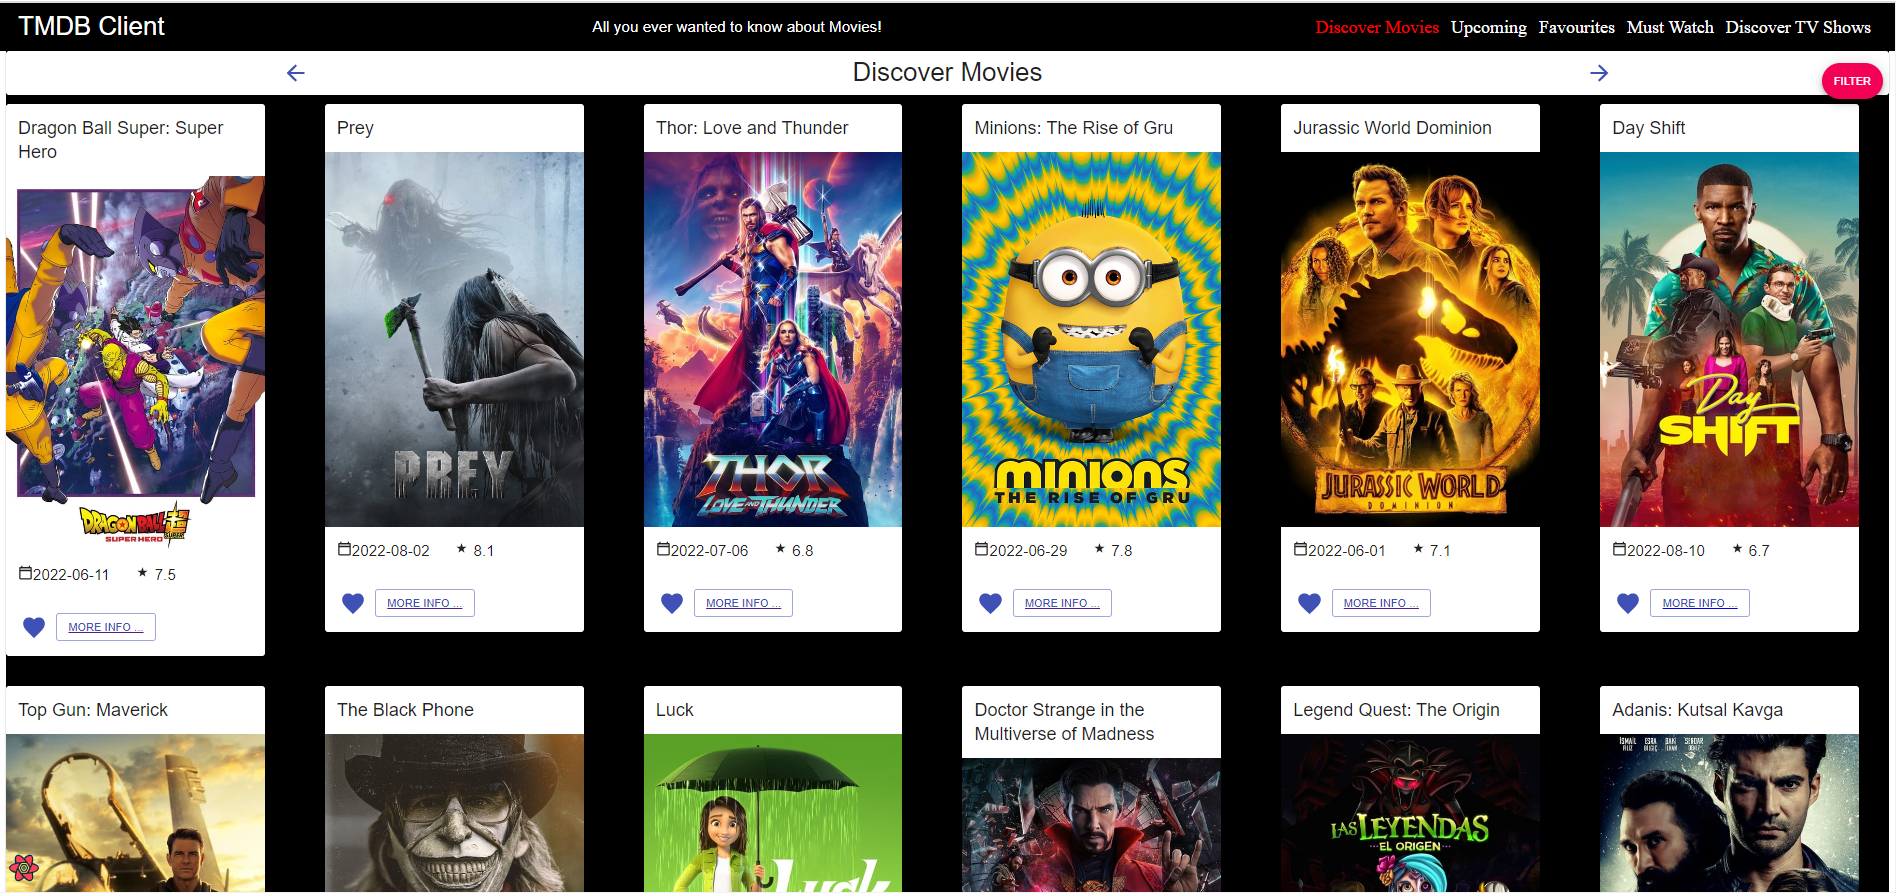 TMDB Client
All you ever wanted to know about Movies!
Discover Movies Upcoming Favourites Must Watch Discover TV Shows
Discover Movies
FILTER
Dragon Ball Super: Super
Hero
DRAGON BALL
SUPER
SUPER HERO
2022-06-11 7.5
MORE INFO ...
Prey
PREY
2022-08-02 8.1
MORE INFO ...
Thor: Love and Thunder
THOR
LOVE AND THUNDER
2022-07-06 6.8
MORE INFO ...
Minions: The Rise of Gru
minions
THE RISE OF GRU
2022-06-29 7.8
MORE INFO ...
Jurassic World Dominion
JURASSIC WORLD
DOMINION
2022-06-01 7.1
MORE INFO ...
Day Shift
Day
SHIFT
2022-08-10 6.7
MORE INFO ...
Top Gun: Maverick
The Black Phone
Luck
Luck
Doctor Strange in the
Multiverse of Madness
Legend Quest: The Origin
LAS LEYENDAS
EL ORIGEN
Adanis: Kutsal Kavga